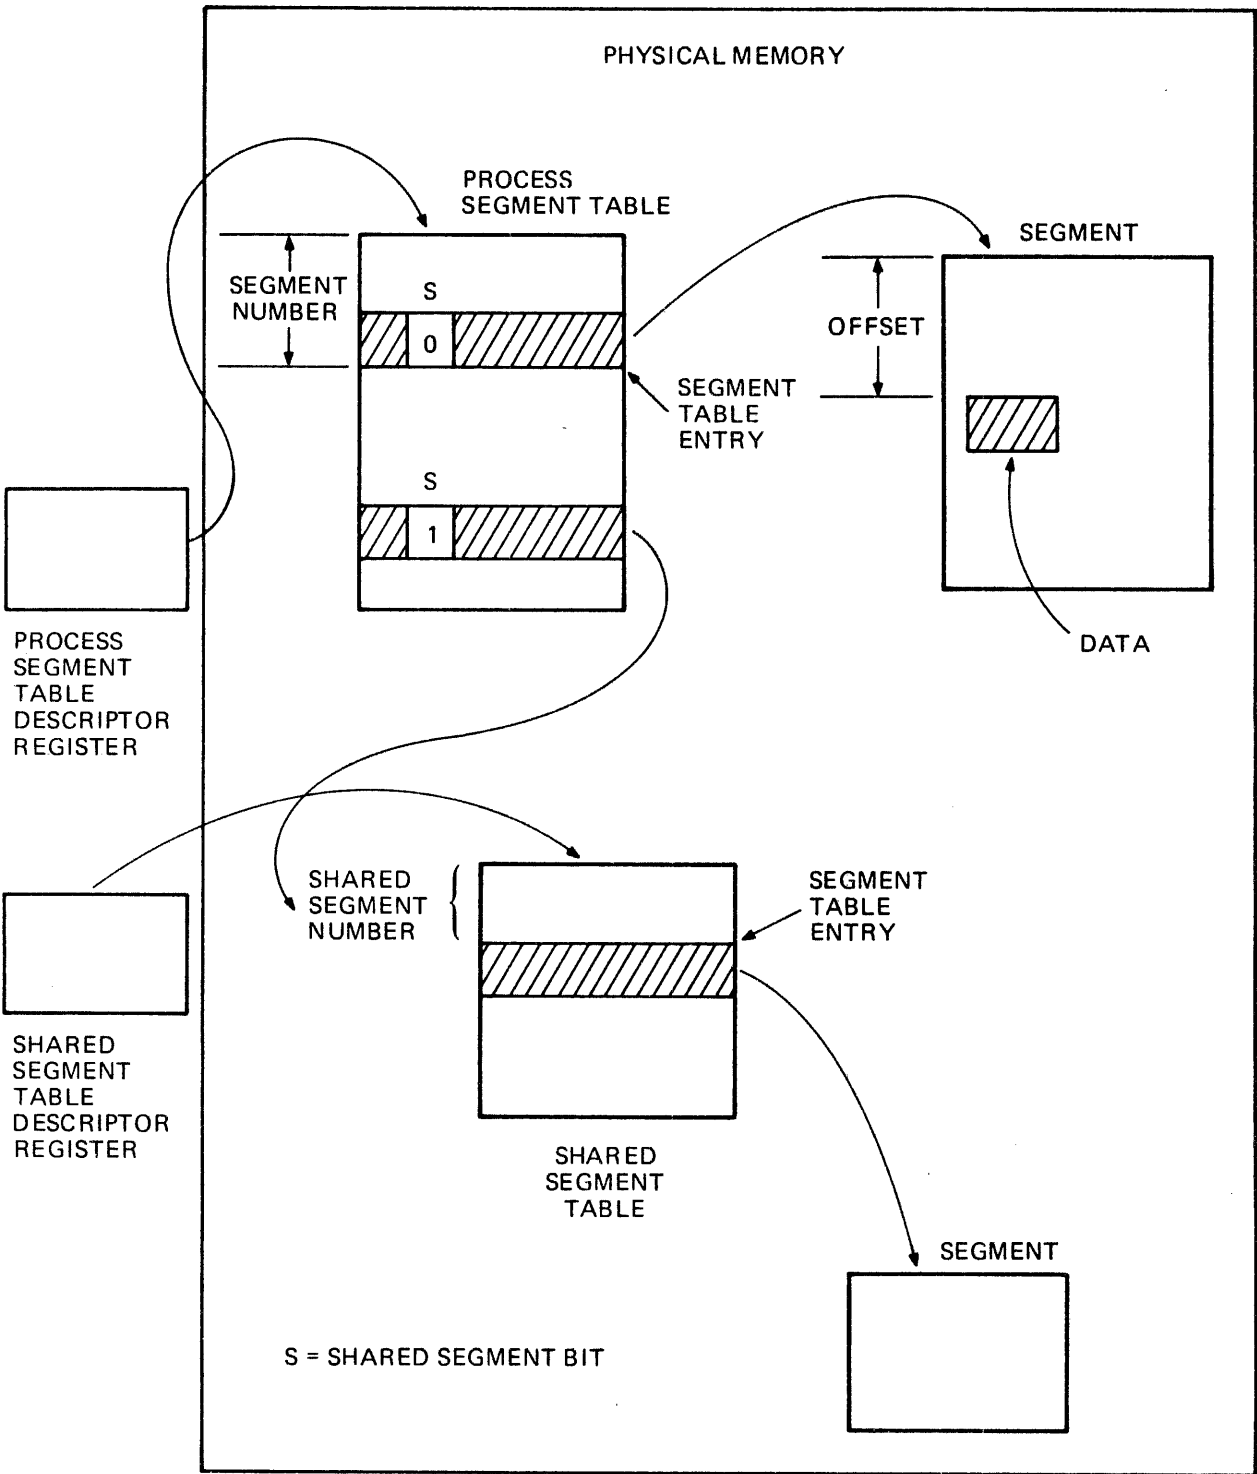 PHYSICAL MEMORY
PROCESS
SEGMENT TABLE
SEGMENT
SEGMENT
NUMBER
S
0
OFFSET
SEGMENT
TABLE
ENTRY
S
1
DATA
PROCESS
SEGMENT
TABLE
DESCRIPTOR
REGISTER
SHARED
SEGMENT
NUMBER
SEGMENT
TABLE
ENTRY
SHARED
SEGMENT
TABLE
DESCRIPTOR
REGISTER
SHARED
SEGMENT
TABLE
SEGMENT
S = SHARED SEGMENT BIT